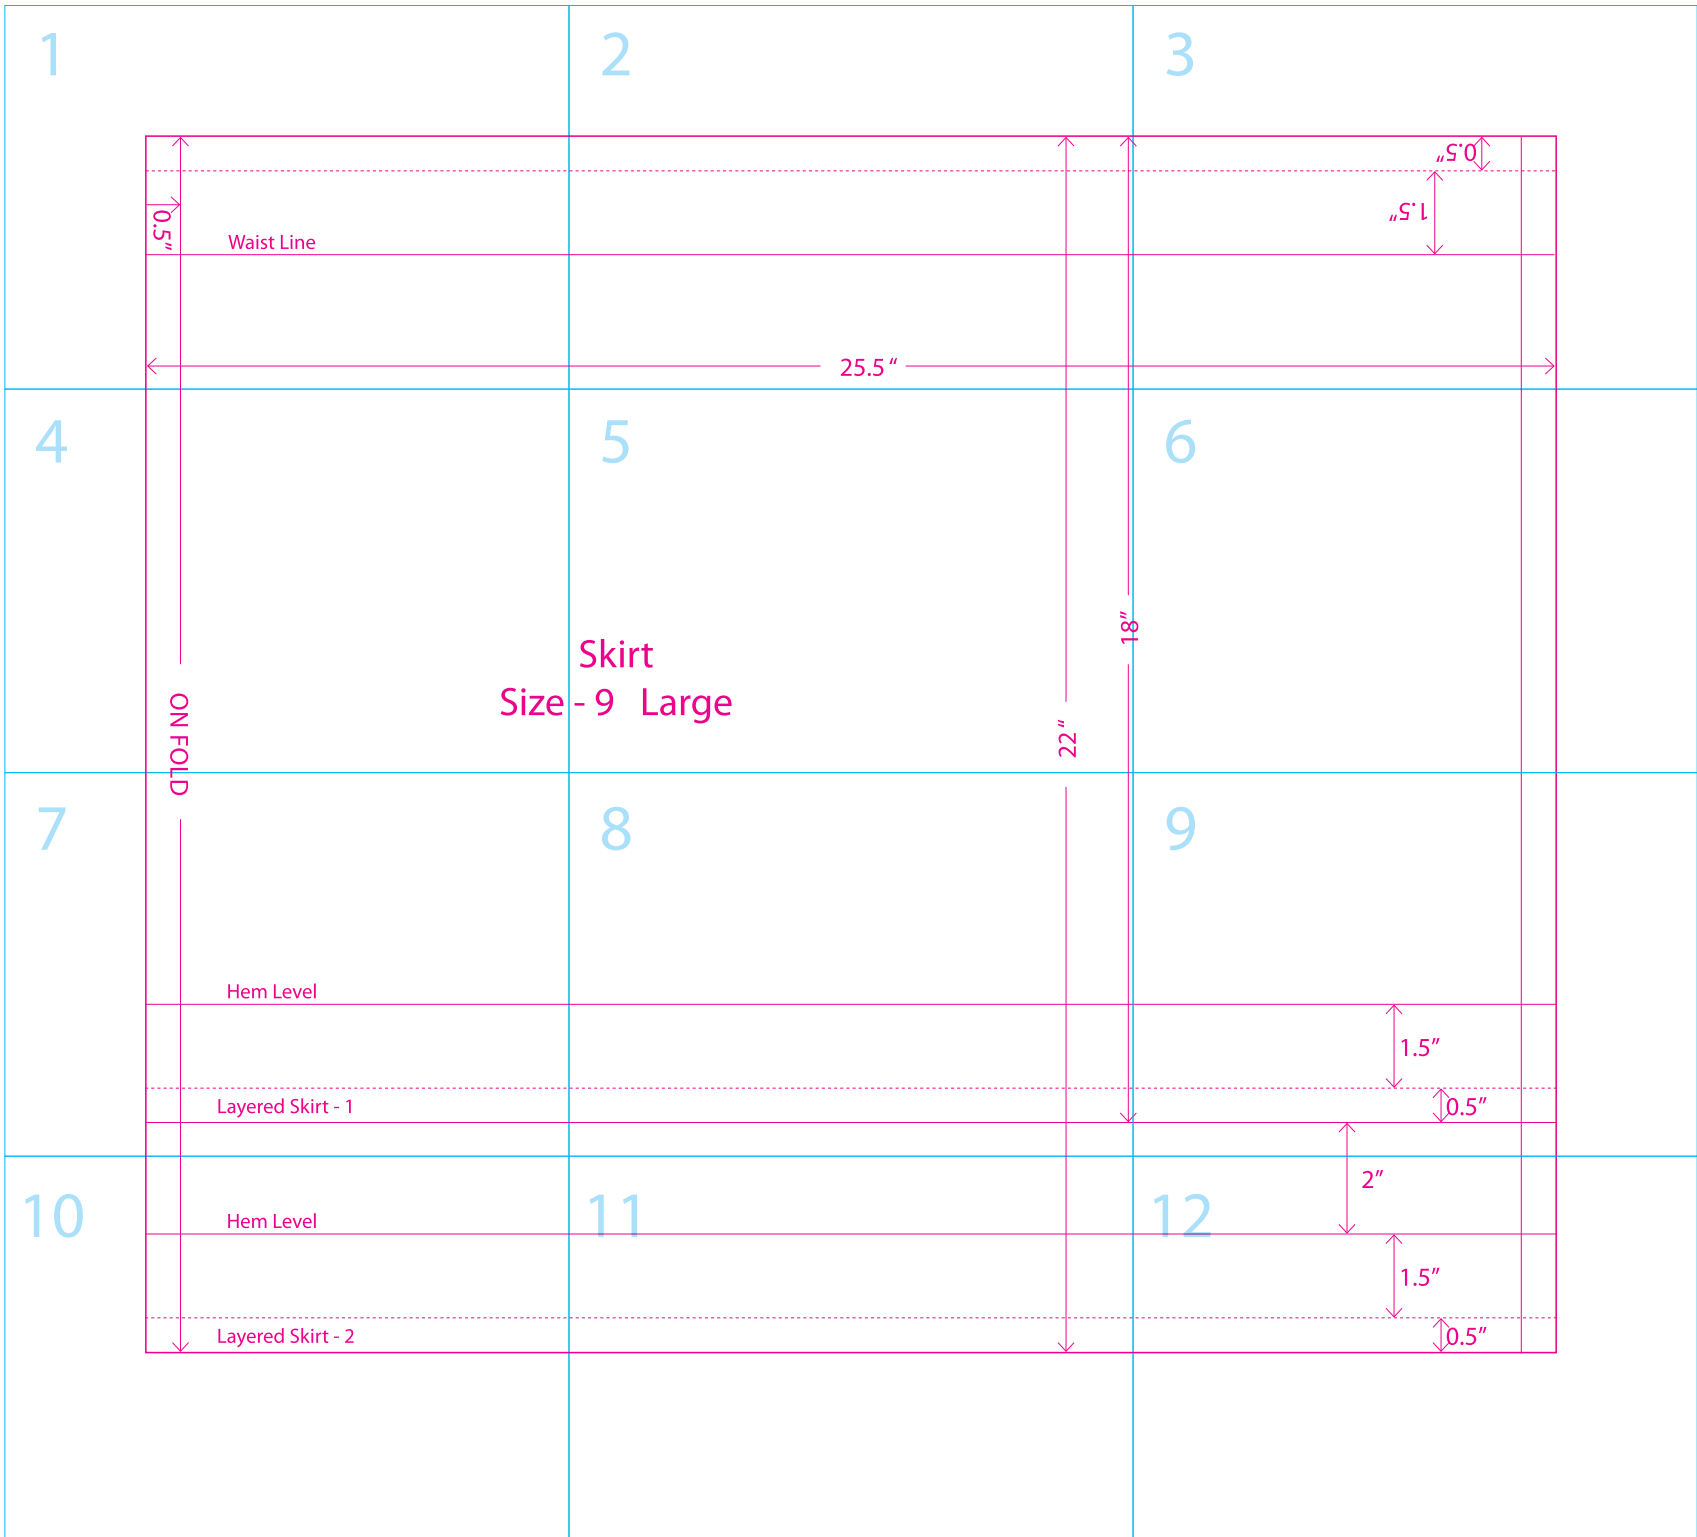 1
2
3
0.5"
1.5"
0.5"
Waist Line
25.5 “
4
5
6
18”
Skirt
Size - 9   Large
ON FOLD
22 “
7
8
9
Hem Level
1.5”
Layered Skirt - 1
0.5”
2”
10
11
12
Hem Level
1.5”
Layered Skirt - 2
0.5”